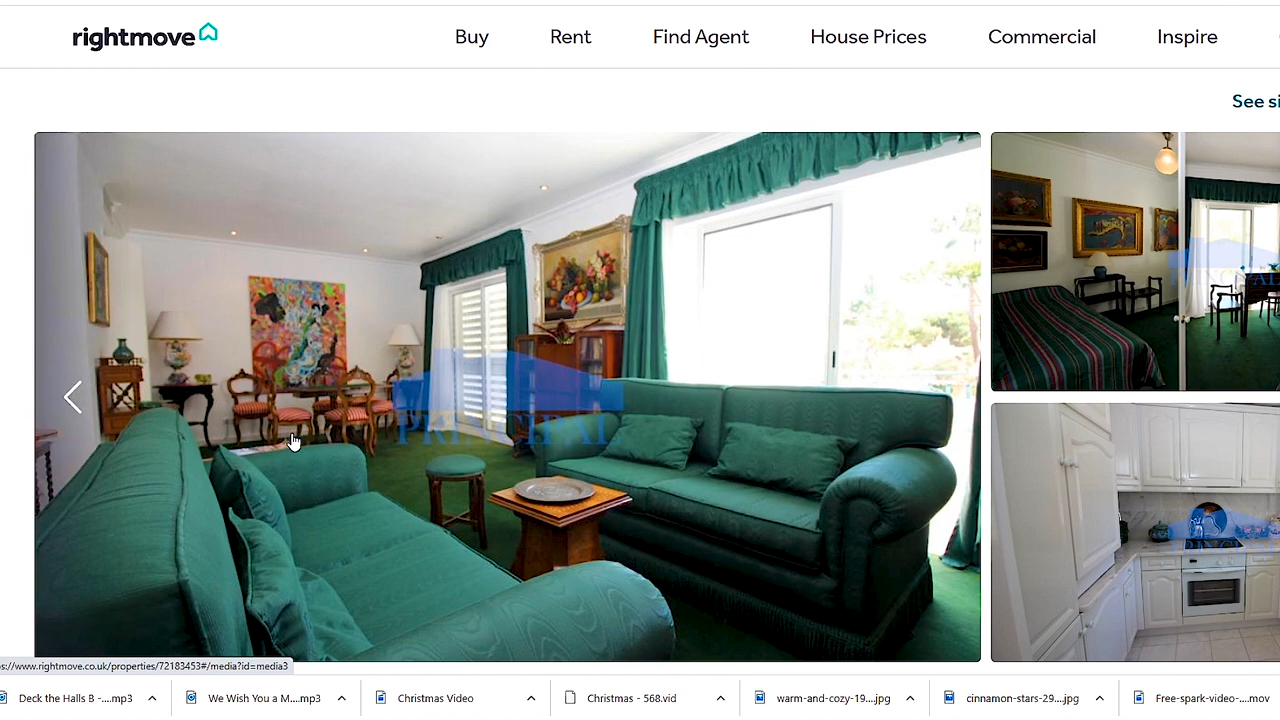 rightmove
Buy Rent Find Agent House Prices Commercial Inspire
See si
PRINCIPAL
ps://www.rightmove.co.uk/properties/72183453#/media?id=media3
Deck the Halls B -....mp3 We Wish You a M....mp3 Christmas Video Christmas - 568.vid warm-and-cozy-19....jpg cinnamon-stars-29....jpg Free-spark-video-....mov